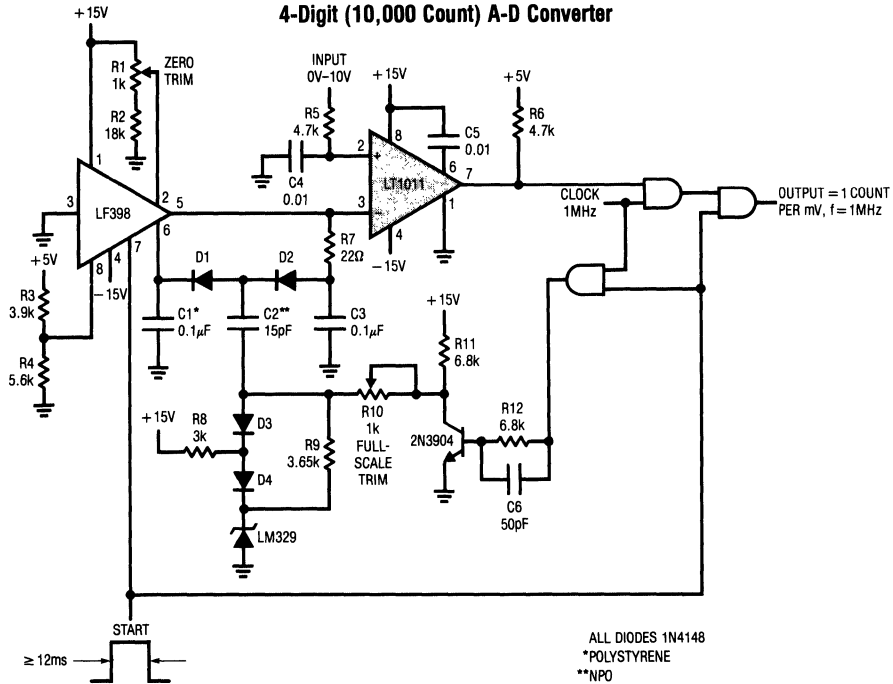 4-Digit (10,000 Count) A-D Converter
+15V
R1
1k
ZERO
TRIM
R2
18k
1
2
3
LF398
5
6
7
4
8
−15V
+5V
R3
3.9k
R4
5.6k
INPUT
0V–10V
R5
4.7k
C4
0.01
+15V
8
C5
0.01
2
+
LT1011
6
7
3
−
1
4
−15V
+5V
R6
4.7k
CLOCK
1MHz
OUTPUT = 1 COUNT
PER mV, f = 1MHz
R7
22Ω
D1
D2
C1*
0.1µF
C2**
15pF
C3
0.1µF
+15V
R11
6.8k
R10
1k
FULL-
SCALE
TRIM
2N3904
R12
6.8k
C6
50pF
+15V
R8
3k
D3
D4
R9
3.65k
LM329
START
≥ 12ms
ALL DIODES 1N4148
*POLYSTYRENE
**NPO